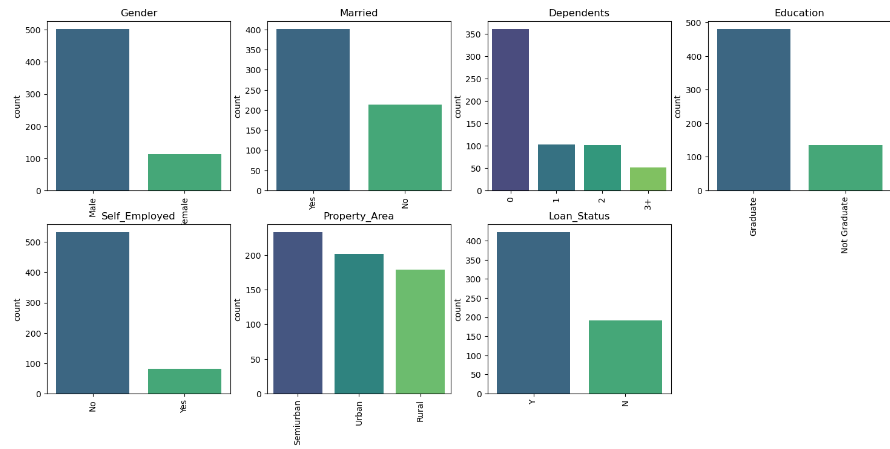 Gender
500
400
300
200
100
0
count
Male
emale
Married
400
350
300
250
200
150
100
50
0
count
Yes
No
Dependents
350
300
250
200
150
100
50
0
count
0
1
2
3+
Education
500
400
300
200
100
0
count
Graduate
Not Graduate
Self_Employed
500
400
300
200
100
0
count
No
Yes
Property_Area
200
150
100
50
0
count
Semiurban
Urban
Rural
Loan_Status
400
350
300
250
200
150
100
50
0
count
Y
N